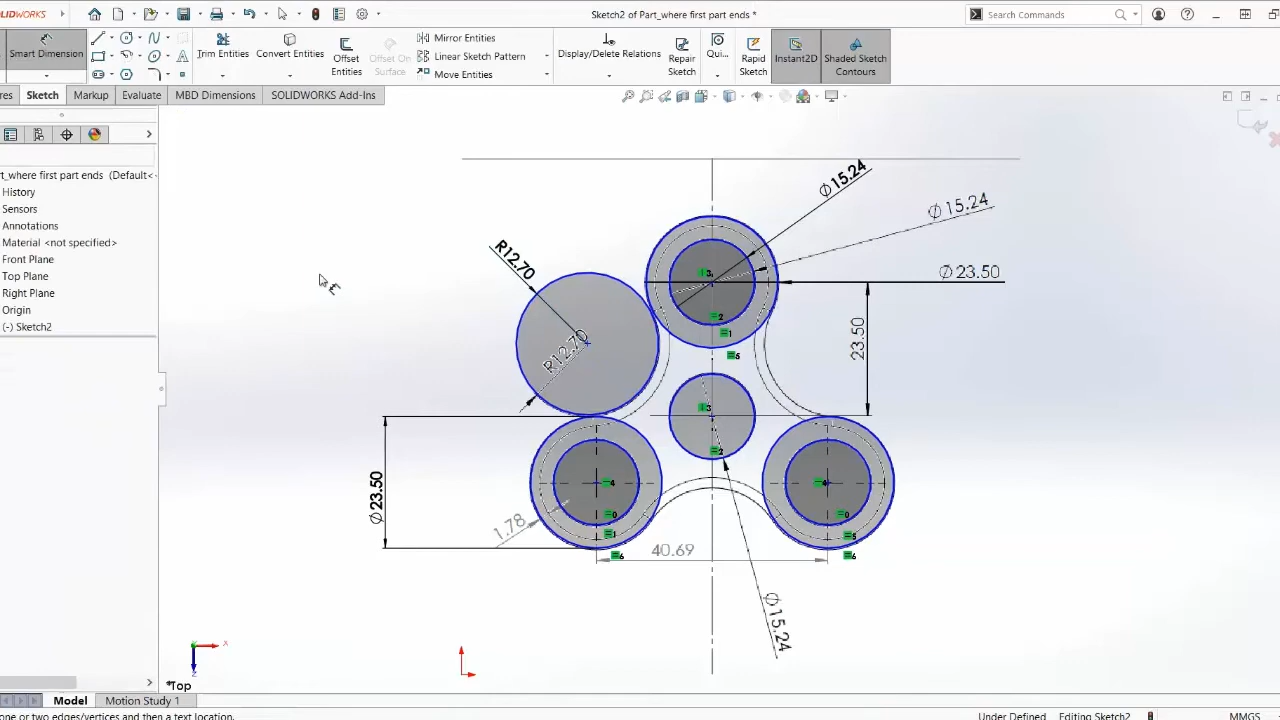 SOLIDWORKS
Sketch2 of Part_where first part ends *
Search Commands
Smart Dimension
Trim Entities
Convert Entities
Offset Entities
Offset On Surface
Mirror Entities
Linear Sketch Pattern
Move Entities
Display/Delete Relations
Repair Sketch
Qui...
Rapid Sketch
Instant2D
Shaded Sketch Contours
res
Sketch
Markup
Evaluate
MBD Dimensions
SOLIDWORKS Add-Ins
t_where first part ends (Default<
History
Sensors
Annotations
Material <not specified>
Front Plane
Top Plane
Right Plane
Origin
(-) Sketch2
Ø15.24
Ø15.24
R12.70
Ø23.50
R12.70
23.50
Ø23.50
1.78
40.69
Ø15.24
*Top
Model
Motion Study 1
one or two edges/vertices and then a text location.
Under Defined
Editing Sketch2
MMGS